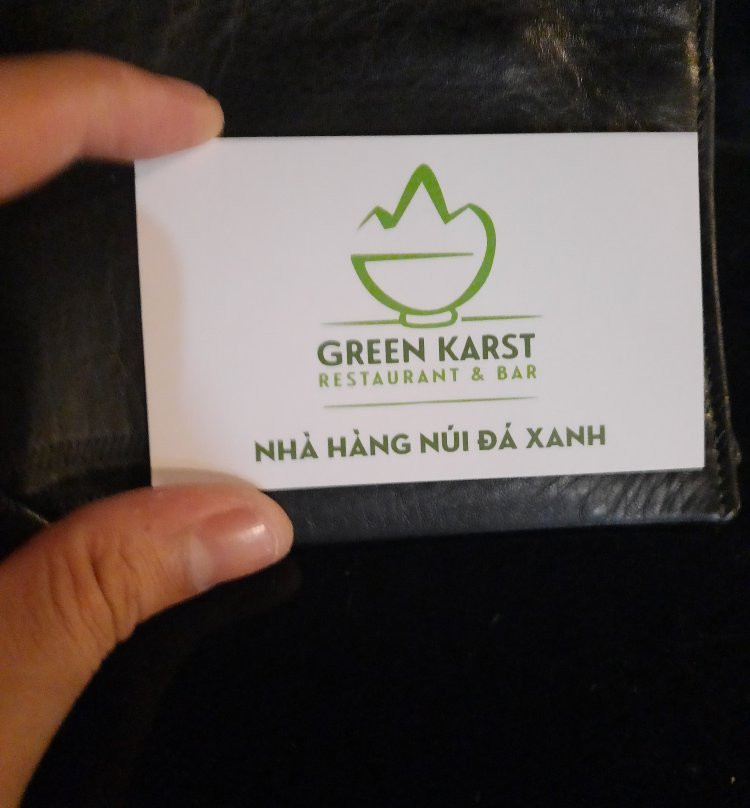 GREEN KARST
RESTAURANT & BAR
NHÀ HÀNG NÚI ĐÁ XANH